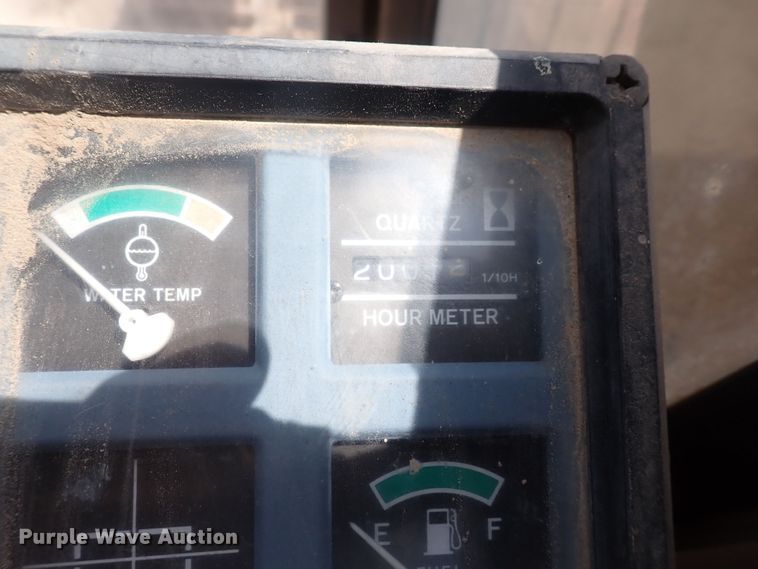 QUARTZ
1/10H
WATER TEMP
HOUR METER
E F
Purple Wave Auction